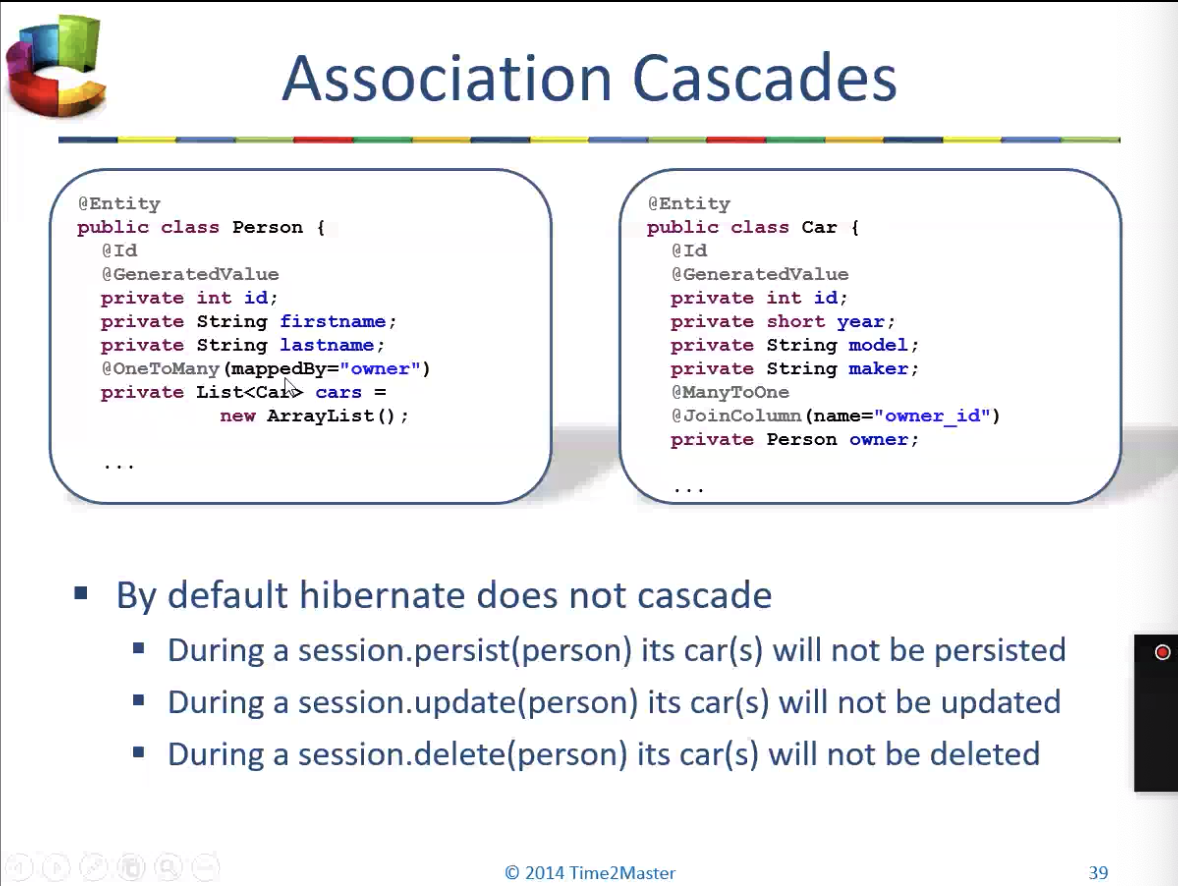 Association Cascades
@Entity
public class Person {
@Id
@GeneratedValue
private int id;
private String firstname;
private String lastname;
@OneToMany(mappedBy="owner")
private List<Car> cars =
new ArrayList();
...
@Entity
public class Car {
@Id
@GeneratedValue
private int id;
private short year;
private String model;
private String maker;
@ManyToOne
@JoinColumn(name="owner_id")
private Person owner;
...
▪ By default hibernate does not cascade
▪ During a session.persist(person) its car(s) will not be persisted
▪ During a session.update(person) its car(s) will not be updated
▪ During a session.delete(person) its car(s) will not be deleted
© 2014 Time2Master
39